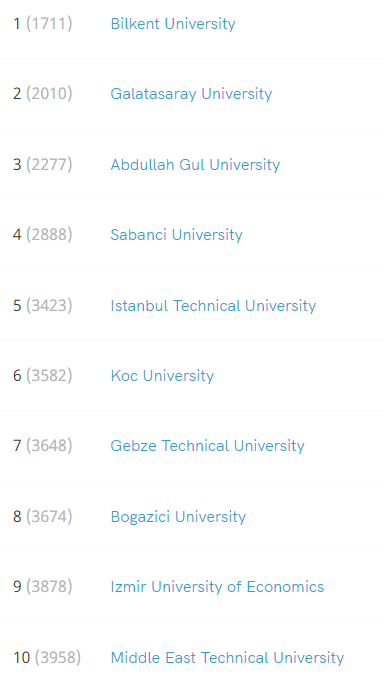 1 (1711) Bilkent University
2 (2010) Galatasaray University
3 (2277) Abdullah Gul University
4 (2888) Sabanci University
5 (3423) Istanbul Technical University
6 (3582) Koc University
7 (3648) Gebze Technical University
8 (3674) Bogazici University
9 (3878) Izmir University of Economics
10 (3958) Middle East Technical University